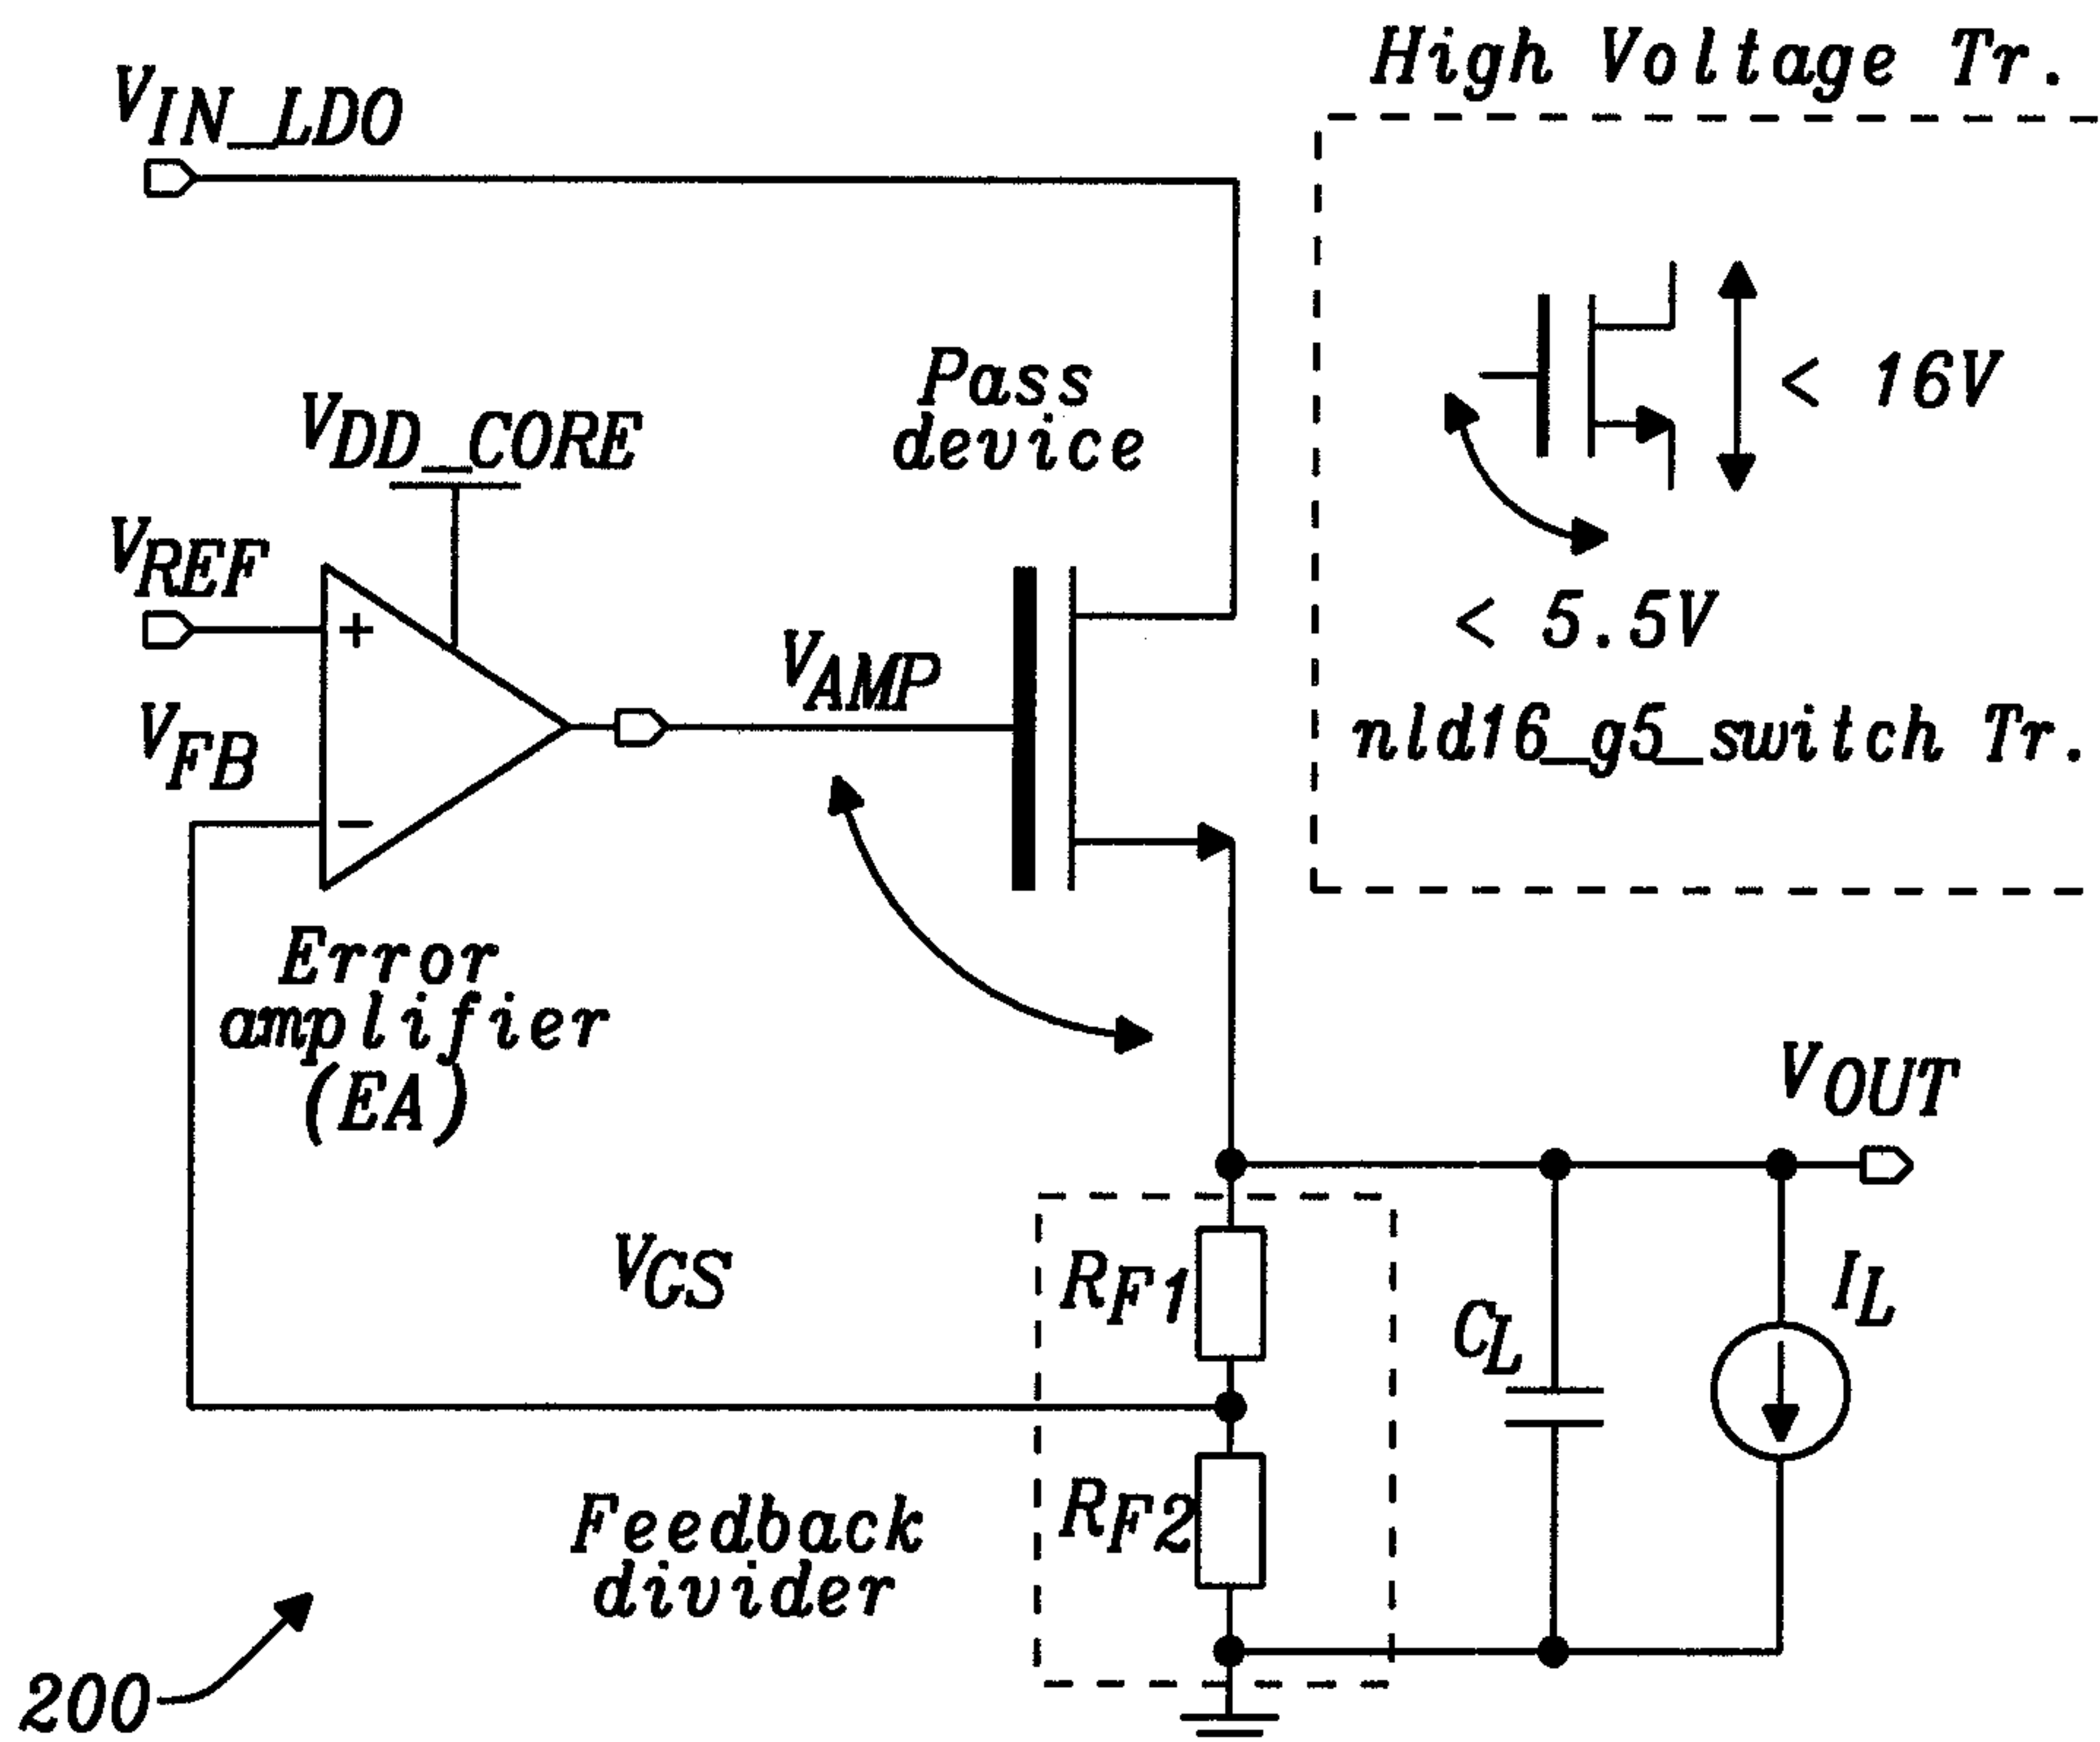 High Voltage Tr.
VIN_LDO
< 16V
Pass
device
VDD_CORE
VREF
+
< 5.5V
VAMP
VFB
nld16_g5_switch Tr.
−
Error
amplifier
(EA)
VOUT
VGS
RF1
CL
IL
RF2
Feedback
divider
200